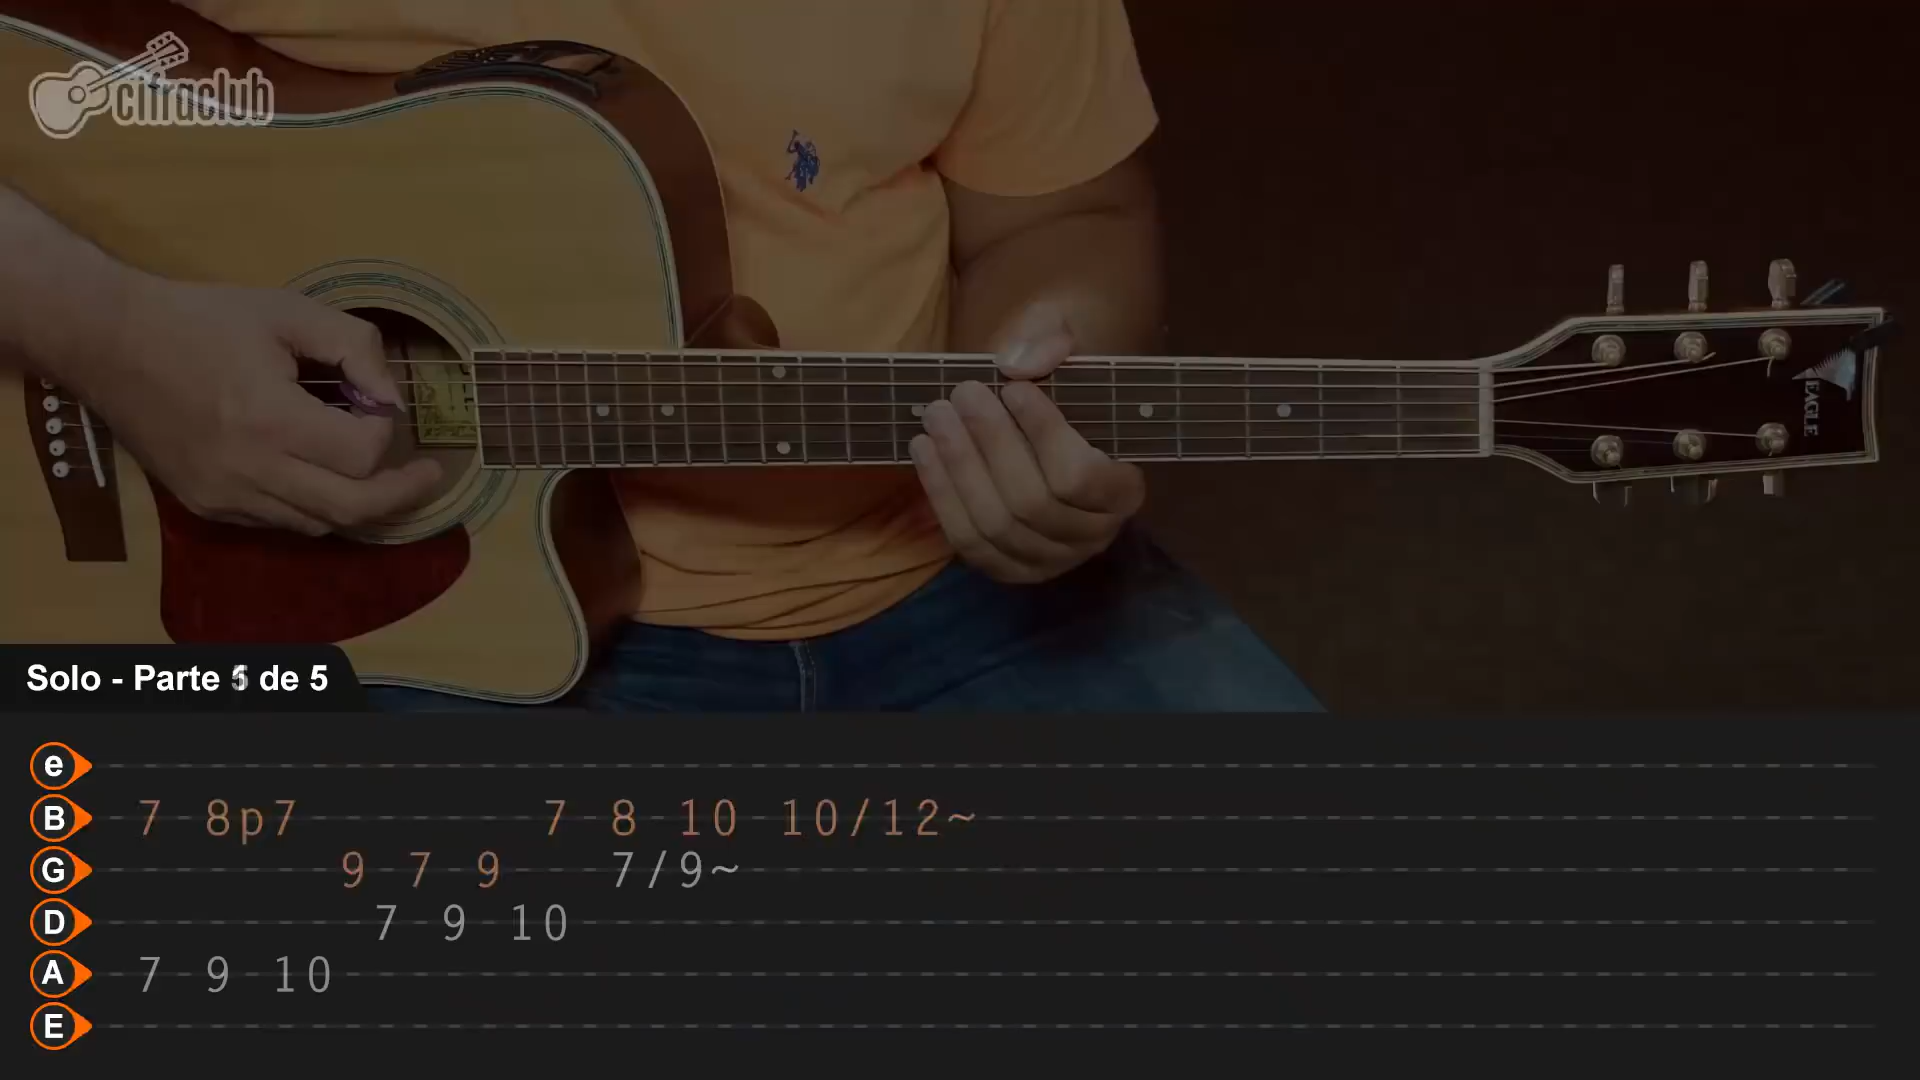 cifraclub
EAGLE
Solo - Parte 5 de 5
e
B 7 8p7 7 8 10 10/12~
G 9 7 9 7/9~
D 7 9 10
A 7 9 10
E